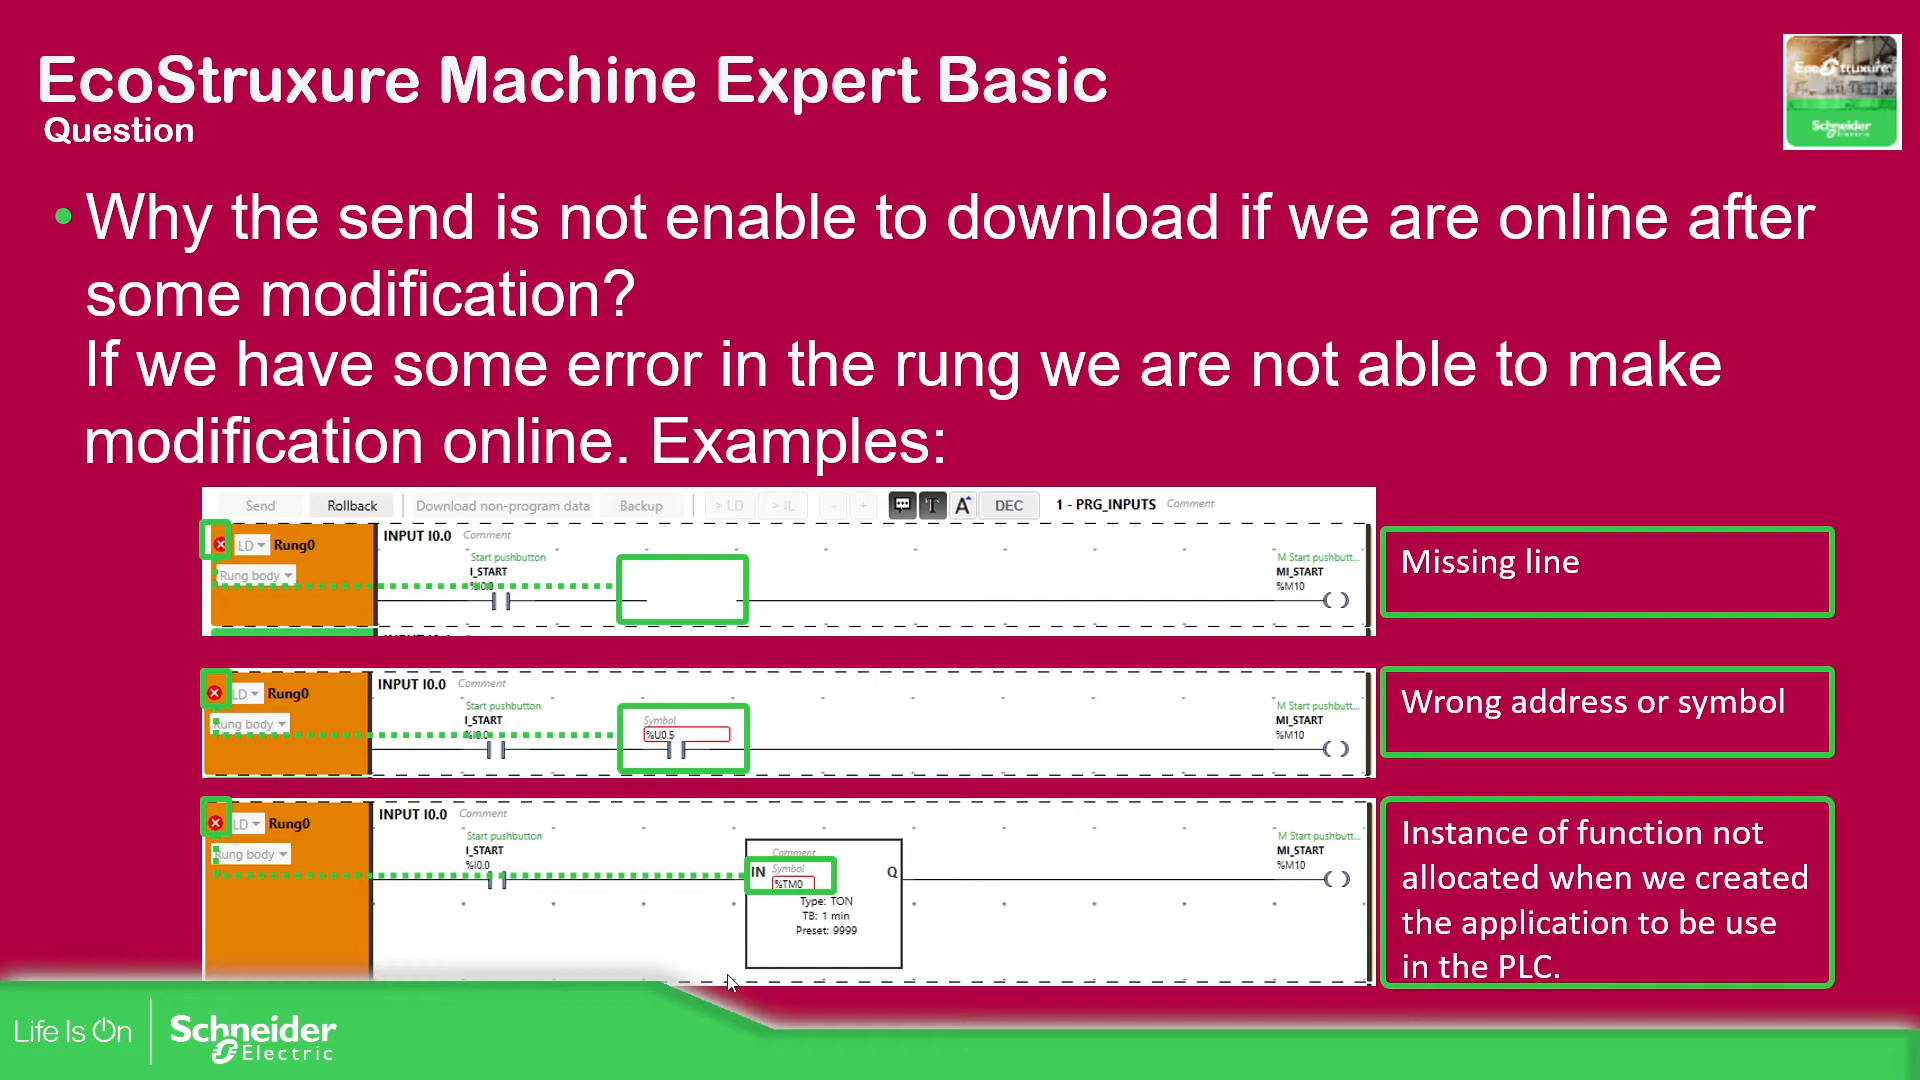 EcoStruxure Machine Expert Basic
Question
EcoStruxure
Schneider
Electric
• Why the send is not enable to download if we are online after
some modification?
If we have some error in the rung we are not able to make
modification online. Examples:
Send Rollback Download non-program data Backup > LD > IL - + T A DEC 1 - PRG_INPUTS Comment
LD Rung0 INPUT I0.0 Comment
Rung body
Start pushbutton M Start pushbutt...
I_START MI_START
%I0.0 %M10
Missing line
LD Rung0 INPUT I0.0 Comment
Rung body
Start pushbutton M Start pushbutt...
I_START Symbol MI_START
%I0.0 %U0.5 %M10
Wrong address or symbol
LD Rung0 INPUT I0.0 Comment
Rung body
Start pushbutton M Start pushbutt...
I_START Comment MI_START
%I0.0 Symbol %M10
IN %TM0 Q
Type: TON
TB: 1 min
Preset: 9999
Instance of function not
allocated when we created
the application to be use
in the PLC.
Life Is On
Schneider
Electric